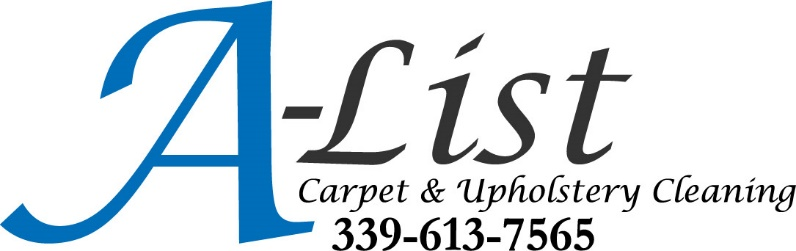 A-List
Carpet & Upholstery Cleaning
339-613-7565